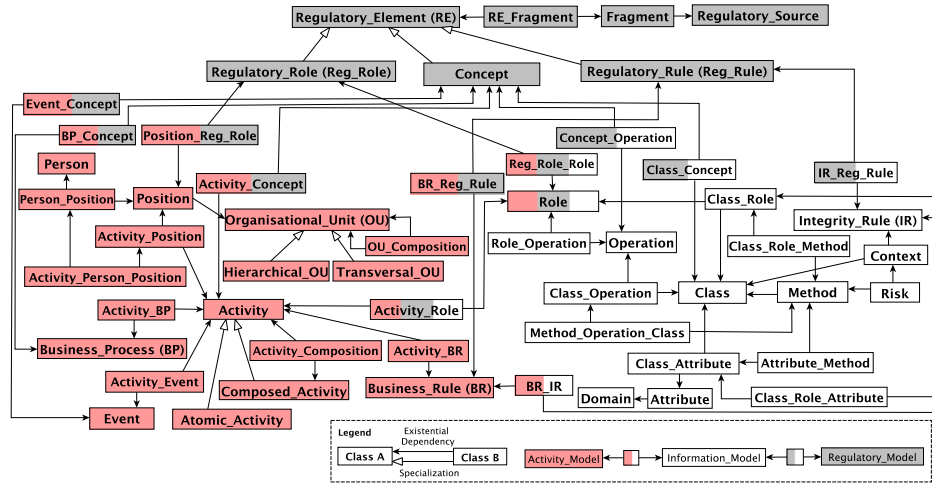 Regulatory_Element (RE)
RE_Fragment
Fragment
Regulatory_Source
Regulatory_Role (Reg_Role)
Concept
Regulatory_Rule (Reg_Rule)
Event_Concept
BP_Concept
Position_Reg_Role
Concept_Operation
Person
Reg_Role_Role
Class_Concept
IR_Reg_Rule
Activity_Concept
BR_Reg_Rule
Person_Position
Position
Role
Class_Role
Organisational_Unit (OU)
Integrity_Rule (IR)
Activity_Position
OU_Composition
Role_Operation
Operation
Class_Role_Method
Context
Activity_Person_Position
Hierarchical_OU
Transversal_OU
Class_Operation
Class
Method
Risk
Activity_BP
Activity
Activity_Role
Method_Operation_Class
Business_Process (BP)
Activity_Composition
Activity_BR
Class_Attribute
Attribute_Method
Activity_Event
Composed_Activity
Business_Rule (BR)
BR_IR
Domain
Attribute
Class_Role_Attribute
Event
Atomic_Activity
Legend
Existential
Dependency
Class A
Class B
Specialization
Activity_Model
Information_Model
Regulatory_Model